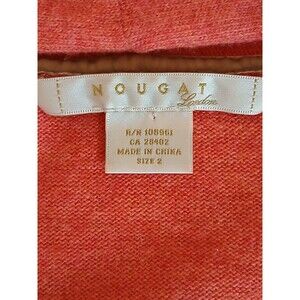 NOUGAT
London
R/N 108961
CA 28402
MADE IN CHINA
SIZE 2